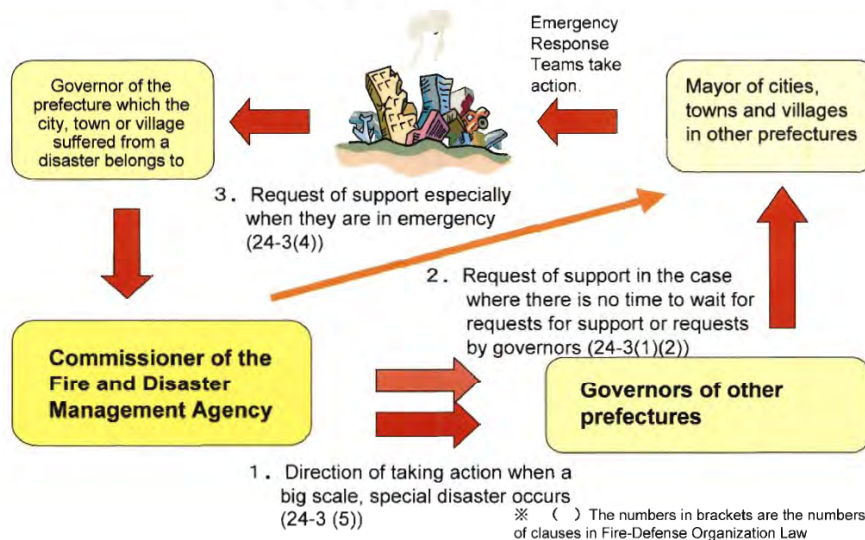 Emergency
Response
Teams take
action.
Governor of the
prefecture which the
city, town or village
suffered from a
disaster belongs to
Mayor of cities,
towns and villages
in other prefectures
3. Request of support especially
when they are in emergency
(24-3(4))
2. Request of support in the case
where there is no time to wait for
requests for support or requests
by governors (24-3(1)(2))
Commissioner of the
Fire and Disaster
Management Agency
Governors of other
prefectures
1. Direction of taking action when a
big scale, special disaster occurs
(24-3 (5))
※ ( ) The numbers in brackets are the numbers
of clauses in Fire-Defense Organization Law